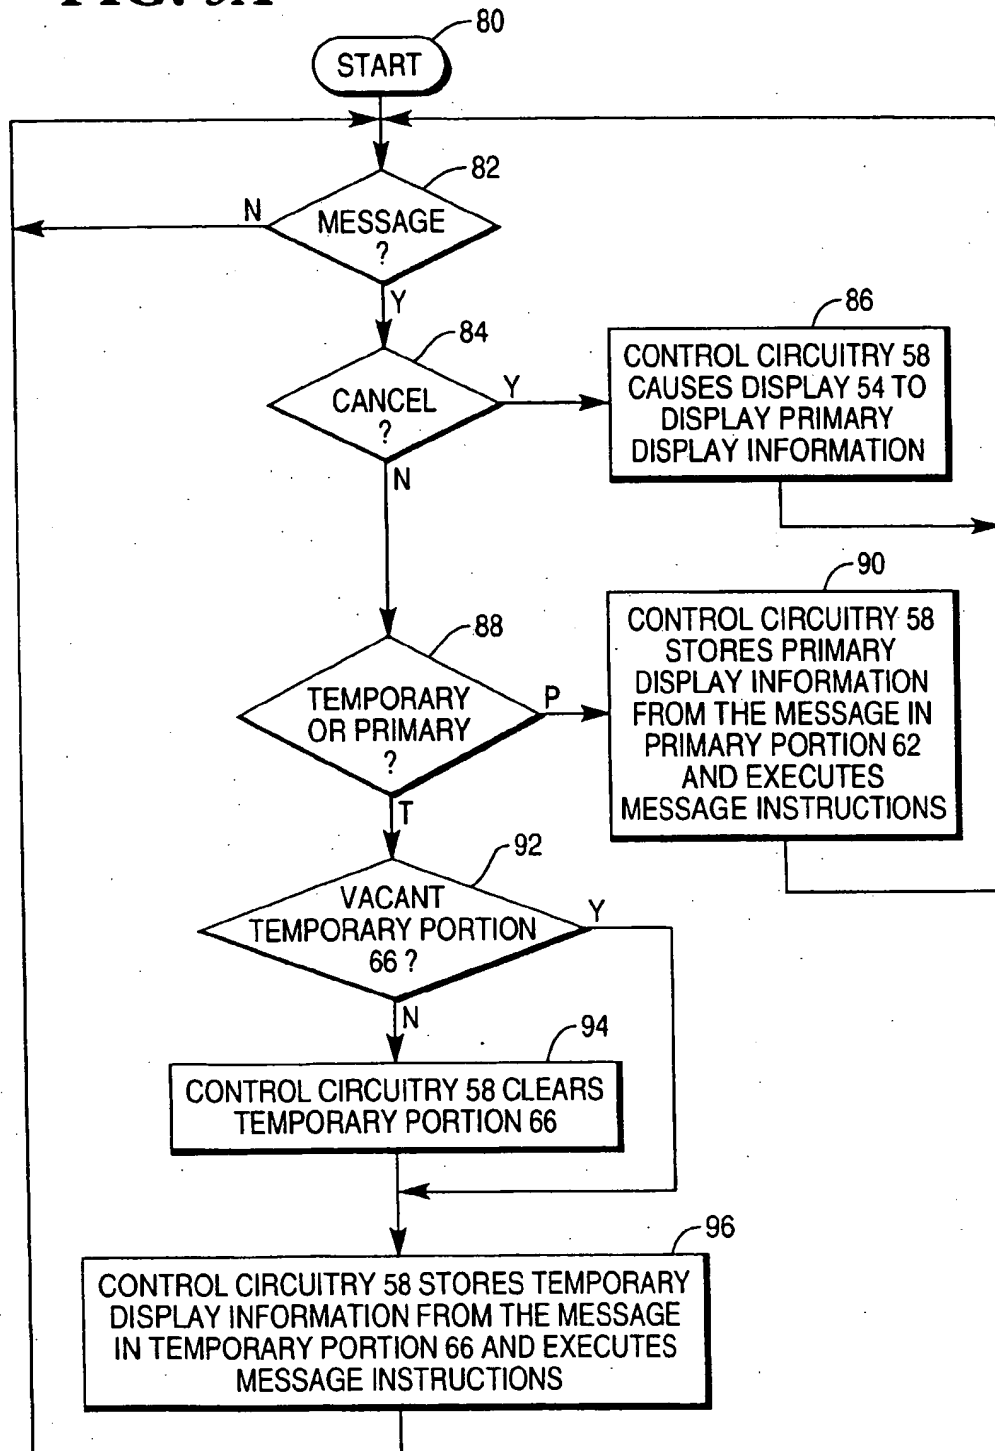 80
START
82
MESSAGE
?
N
Y
84
CANCEL
?
Y
N
86
CONTROL CIRCUITRY 58
CAUSES DISPLAY 54 TO
DISPLAY PRIMARY
DISPLAY INFORMATION
88
TEMPORARY
OR PRIMARY
?
P
T
90
CONTROL CIRCUITRY 58
STORES PRIMARY
DISPLAY INFORMATION
FROM THE MESSAGE IN
PRIMARY PORTION 62
AND EXECUTES
MESSAGE INSTRUCTIONS
92
VACANT
TEMPORARY PORTION
66 ?
Y
N
94
CONTROL CIRCUITRY 58 CLEARS
TEMPORARY PORTION 66
96
CONTROL CIRCUITRY 58 STORES TEMPORARY
DISPLAY INFORMATION FROM THE MESSAGE
IN TEMPORARY PORTION 66 AND EXECUTES
MESSAGE INSTRUCTIONS